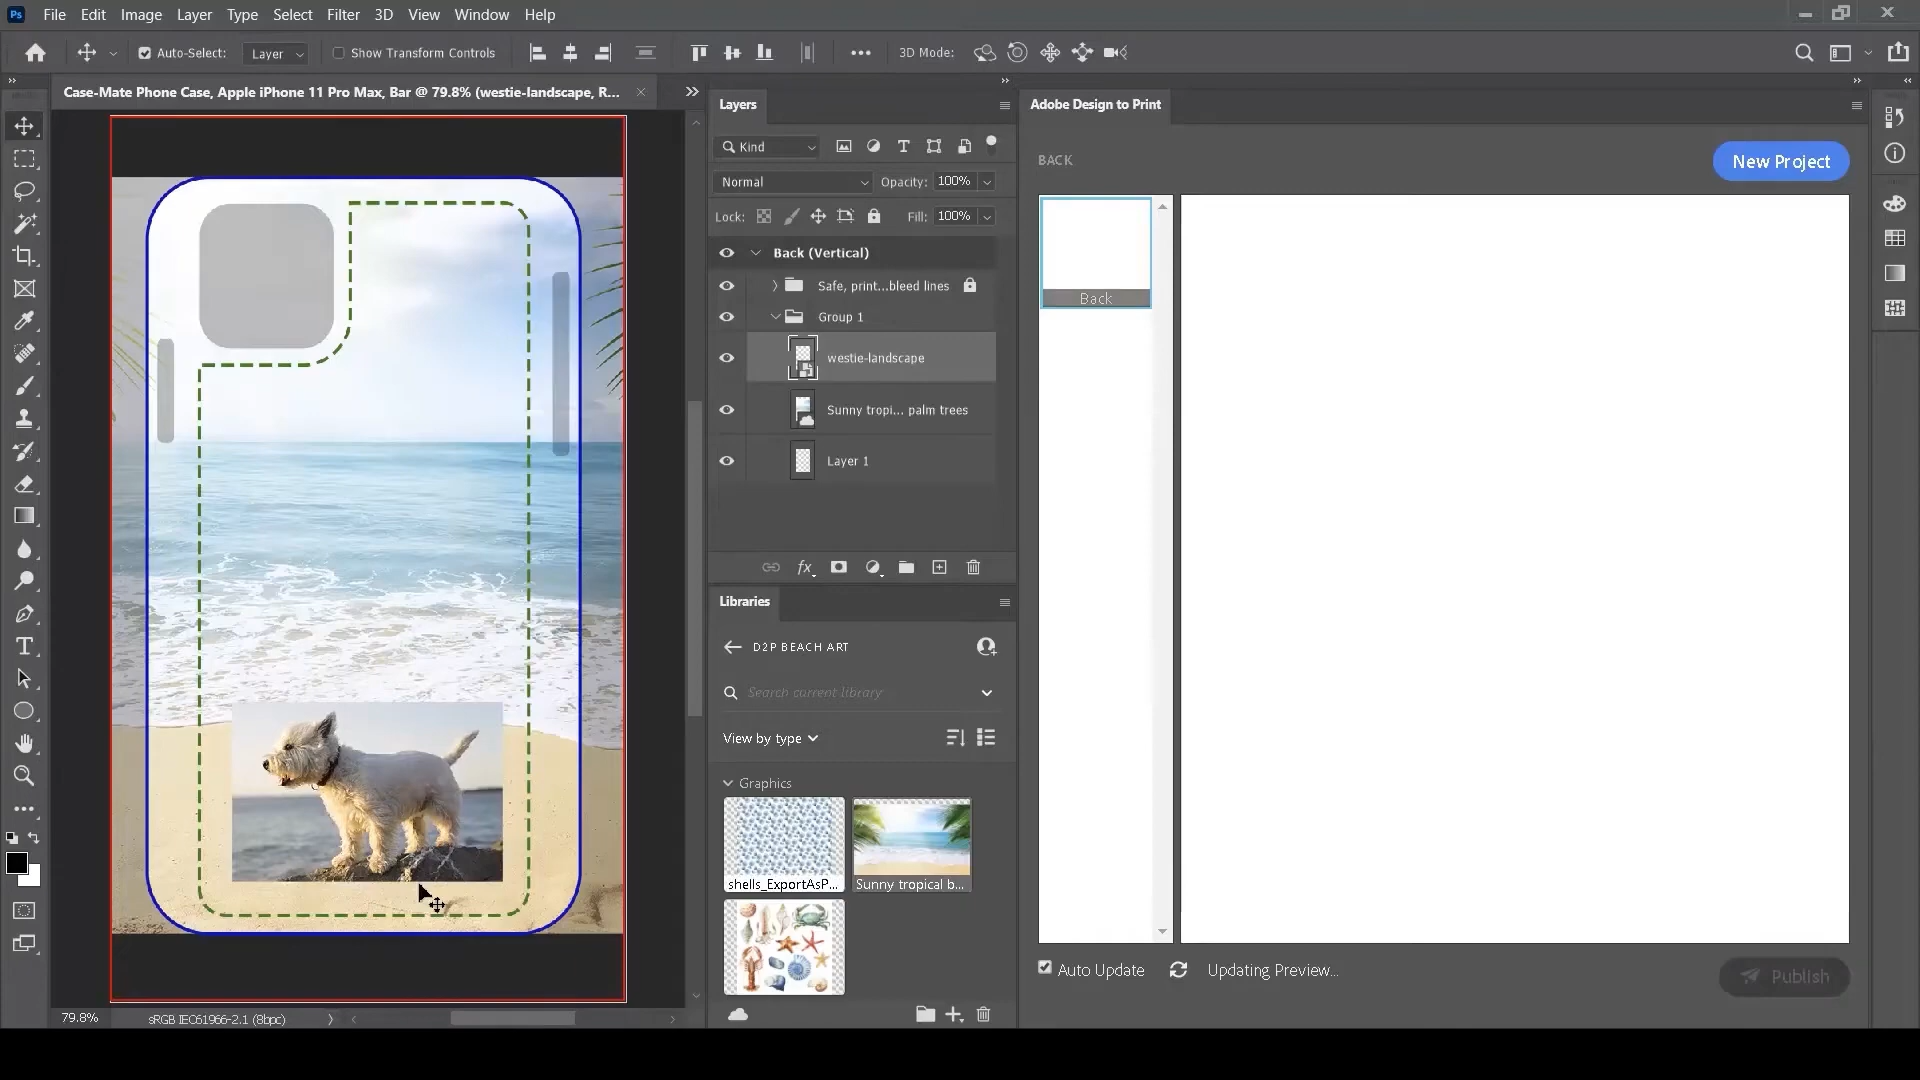 Ps File Edit Image Layer Type Select Filter 3D View Window Help
Auto-Select: Layer Show Transform Controls 3D Mode:
Case-Mate Phone Case, Apple iPhone 11 Pro Max, Bar @ 79.8% (westie-landscape, R...
Layers
Kind
Normal Opacity: 100%
Lock: Fill: 100%
Back (Vertical)
Safe, print...bleed lines
Group 1
westie-landscape
Sunny tropi... palm trees
Layer 1
fx
Libraries
D2P BEACH ART
Search current library
View by type
Graphics
shells_ExportAsP...
Sunny tropical b...
Adobe Design to Print
BACK
New Project
Back
Auto Update
Updating Preview...
Publish
79.8% sRGB IEC61966-2.1 (8bpc)